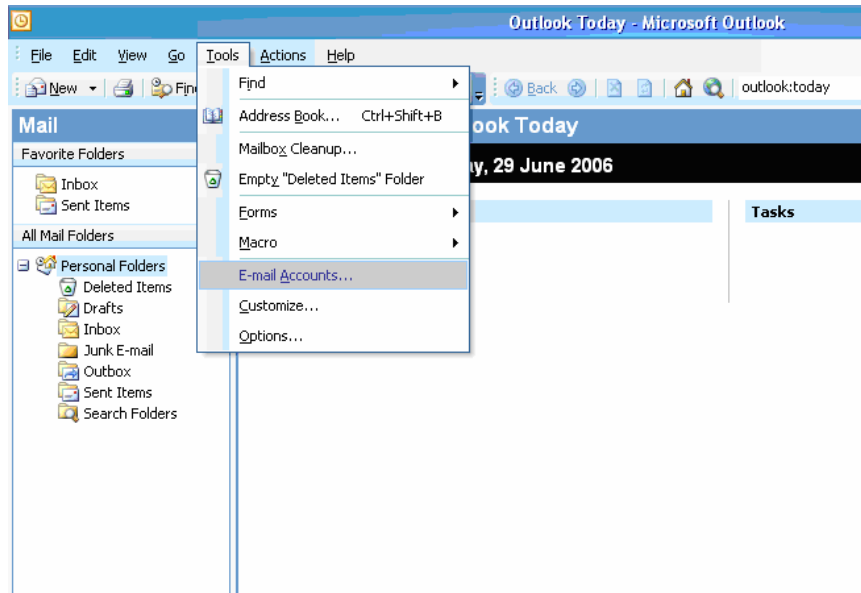 Outlook Today - Microsoft Outlook
File Edit View Go Tools Actions Help
New Fin Back outlook:today
Mail
ook Today
Favorite Folders
y, 29 June 2006
Inbox
Sent Items
Tasks
All Mail Folders
Personal Folders
Deleted Items
Drafts
Inbox
Junk E-mail
Outbox
Sent Items
Search Folders
Find
Address Book... Ctrl+Shift+B
Mailbox Cleanup...
Empty "Deleted Items" Folder
Forms
Macro
E-mail Accounts...
Customize...
Options...